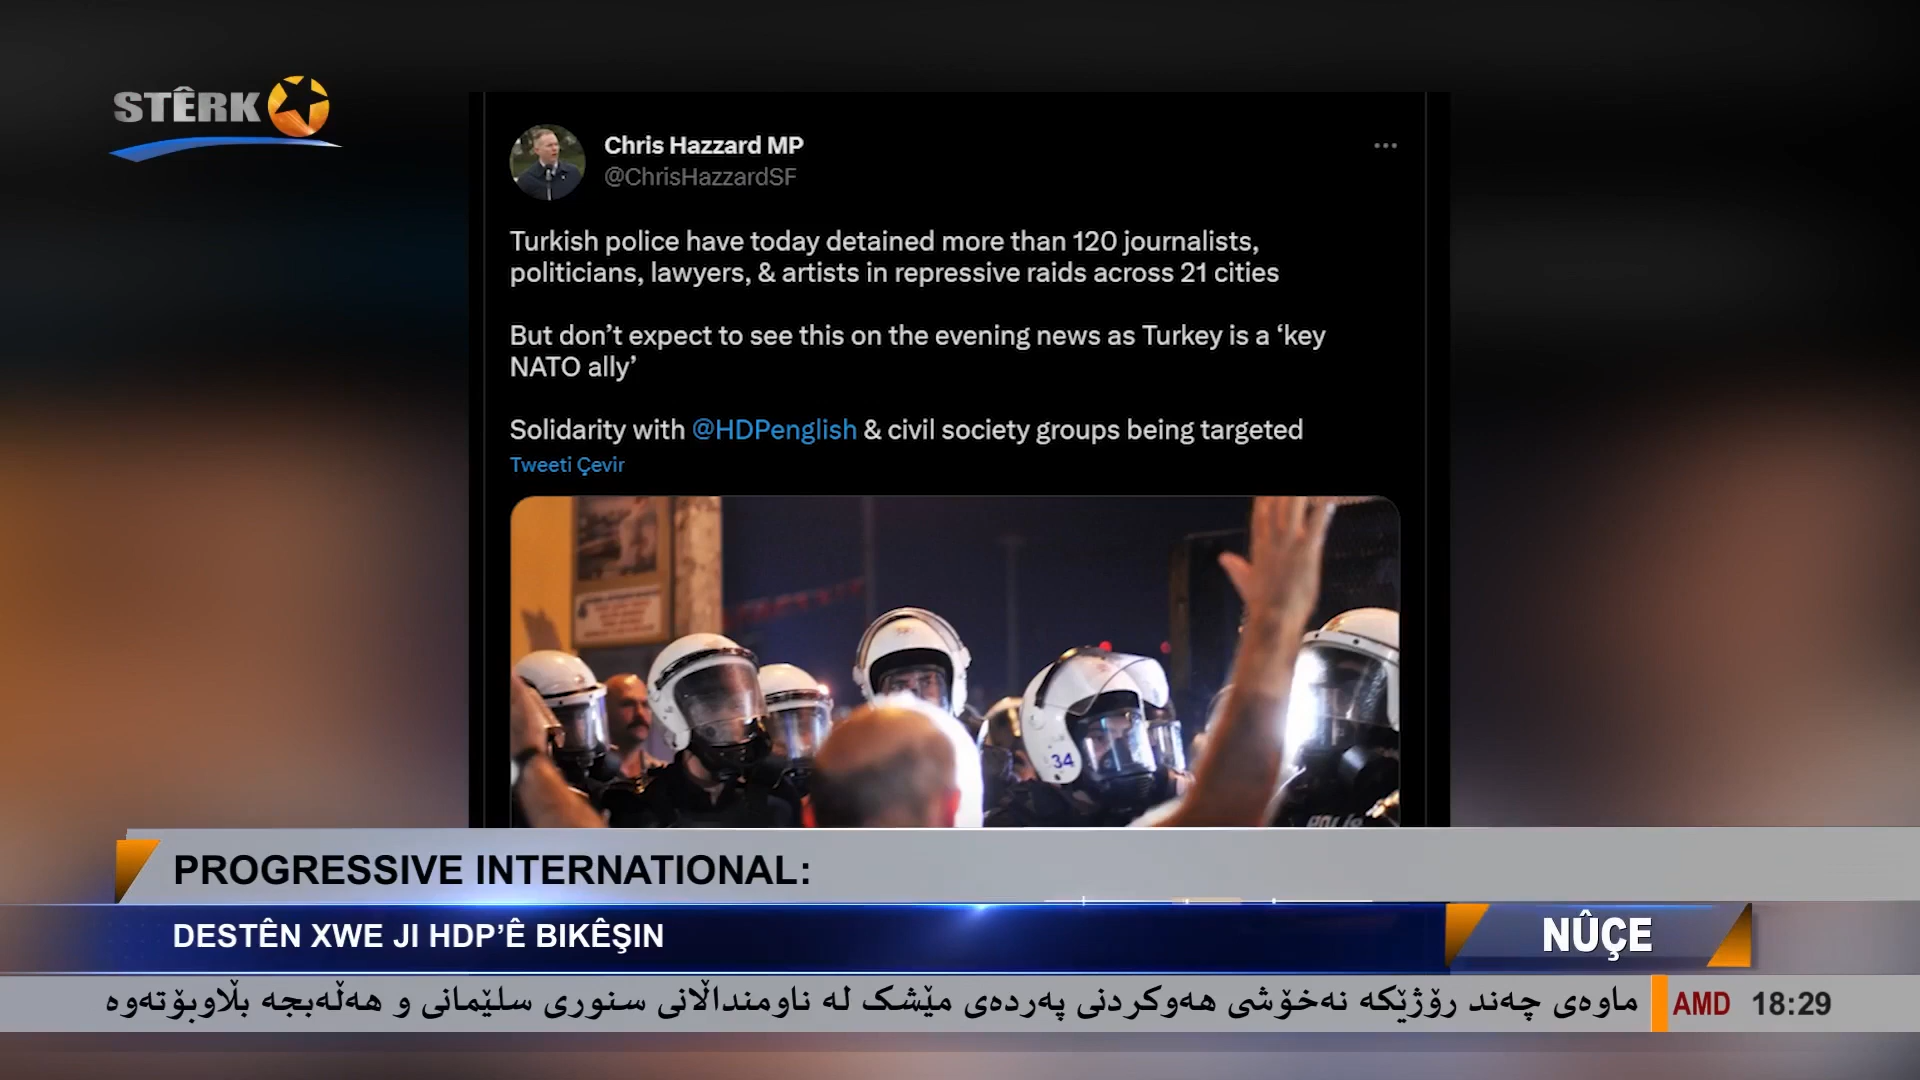 STÊRK
Chris Hazzard MP
@ChrisHazzardSF
Turkish police have today detained more than 120 journalists,
politicians, lawyers, & artists in repressive raids across 21 cities
But don’t expect to see this on the evening news as Turkey is a ‘key
NATO ally’
Solidarity with @HDPenglish & civil society groups being targeted
Tweeti Çevir
34
POLİS
PROGRESSIVE INTERNATIONAL:
DESTÊN XWE JI HDP’Ê BIKÊŞIN
NÛÇE
ماوەی چەند رۆژێکە نەخۆشی هەوکردنی پەردەی مێشک لە ناومنداڵانی سنوری سلێمانی و هەڵەبجە بڵاوبۆتەوە
AMD 18:29